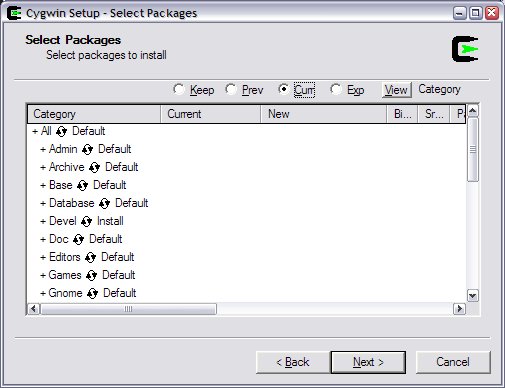 Cygwin Setup - Select Packages
Select Packages
Select packages to install
Keep Prev Curr Exp View Category
Category Current New Bi... Sr... Pa
+ All Default
+ Admin Default
+ Archive Default
+ Base Default
+ Database Default
+ Devel Install
+ Doc Default
+ Editors Default
+ Games Default
+ Gnome Default
< Back Next > Cancel